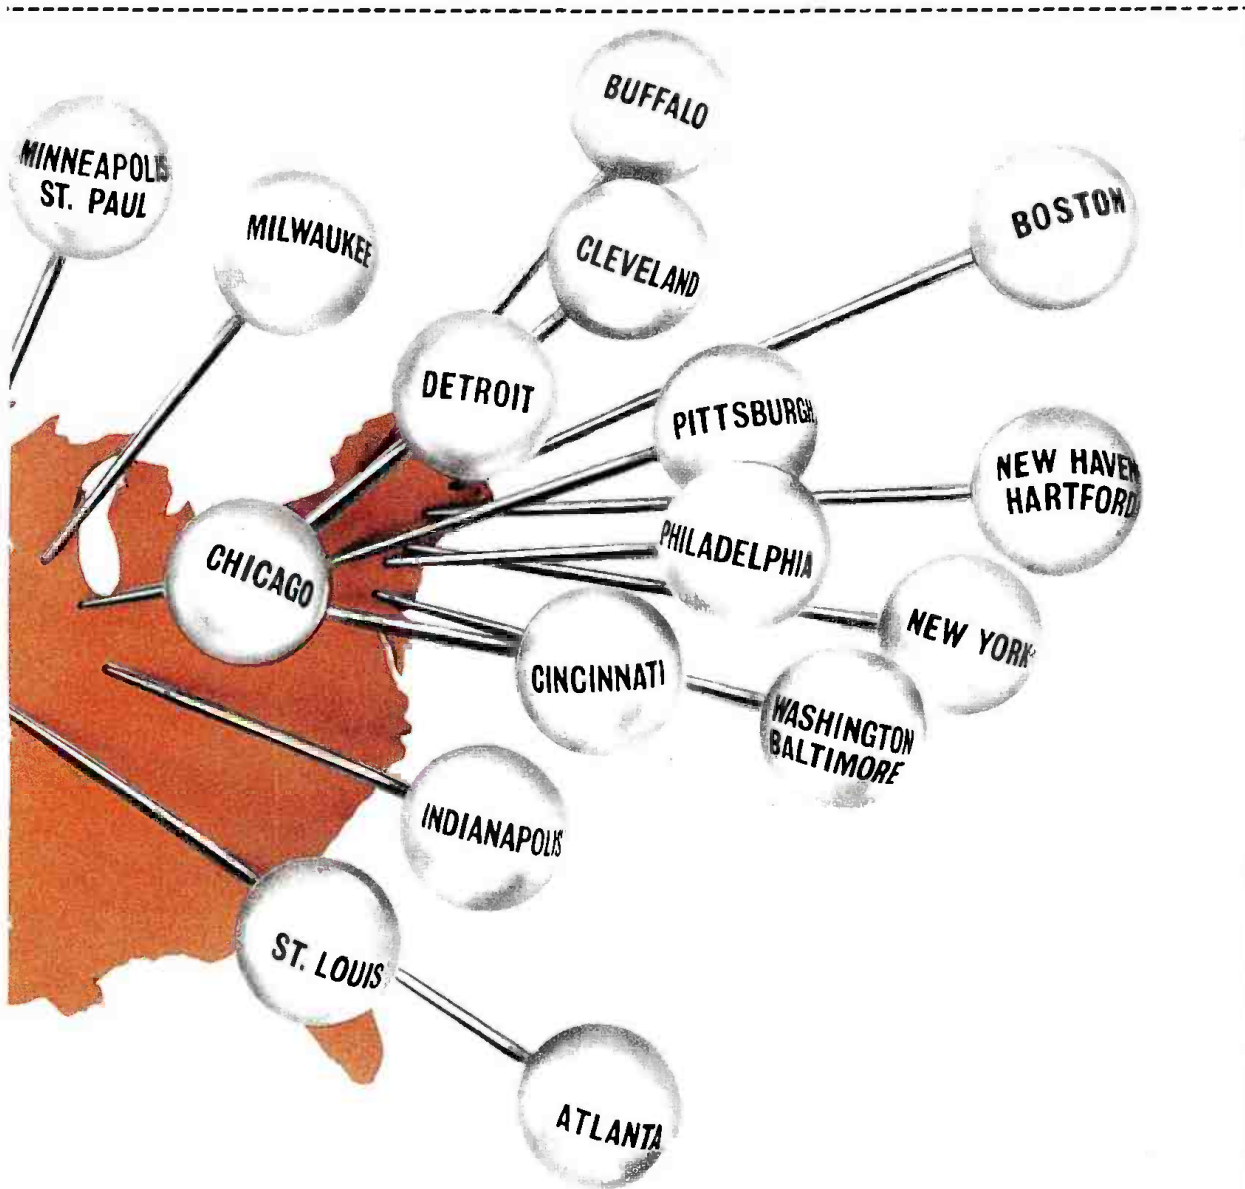 BUFFALO
MINNEAPOLIS
ST. PAUL
MILWAUKEE
CLEVELAND
BOSTON
DETROIT
PITTSBURGH
NEW HAVEN
HARTFORD
CHICAGO
PHILADELPHIA
NEW YORK
CINCINNATI
WASHINGTON
BALTIMORE
INDIANAPOLIS
ST. LOUIS
ATLANTA